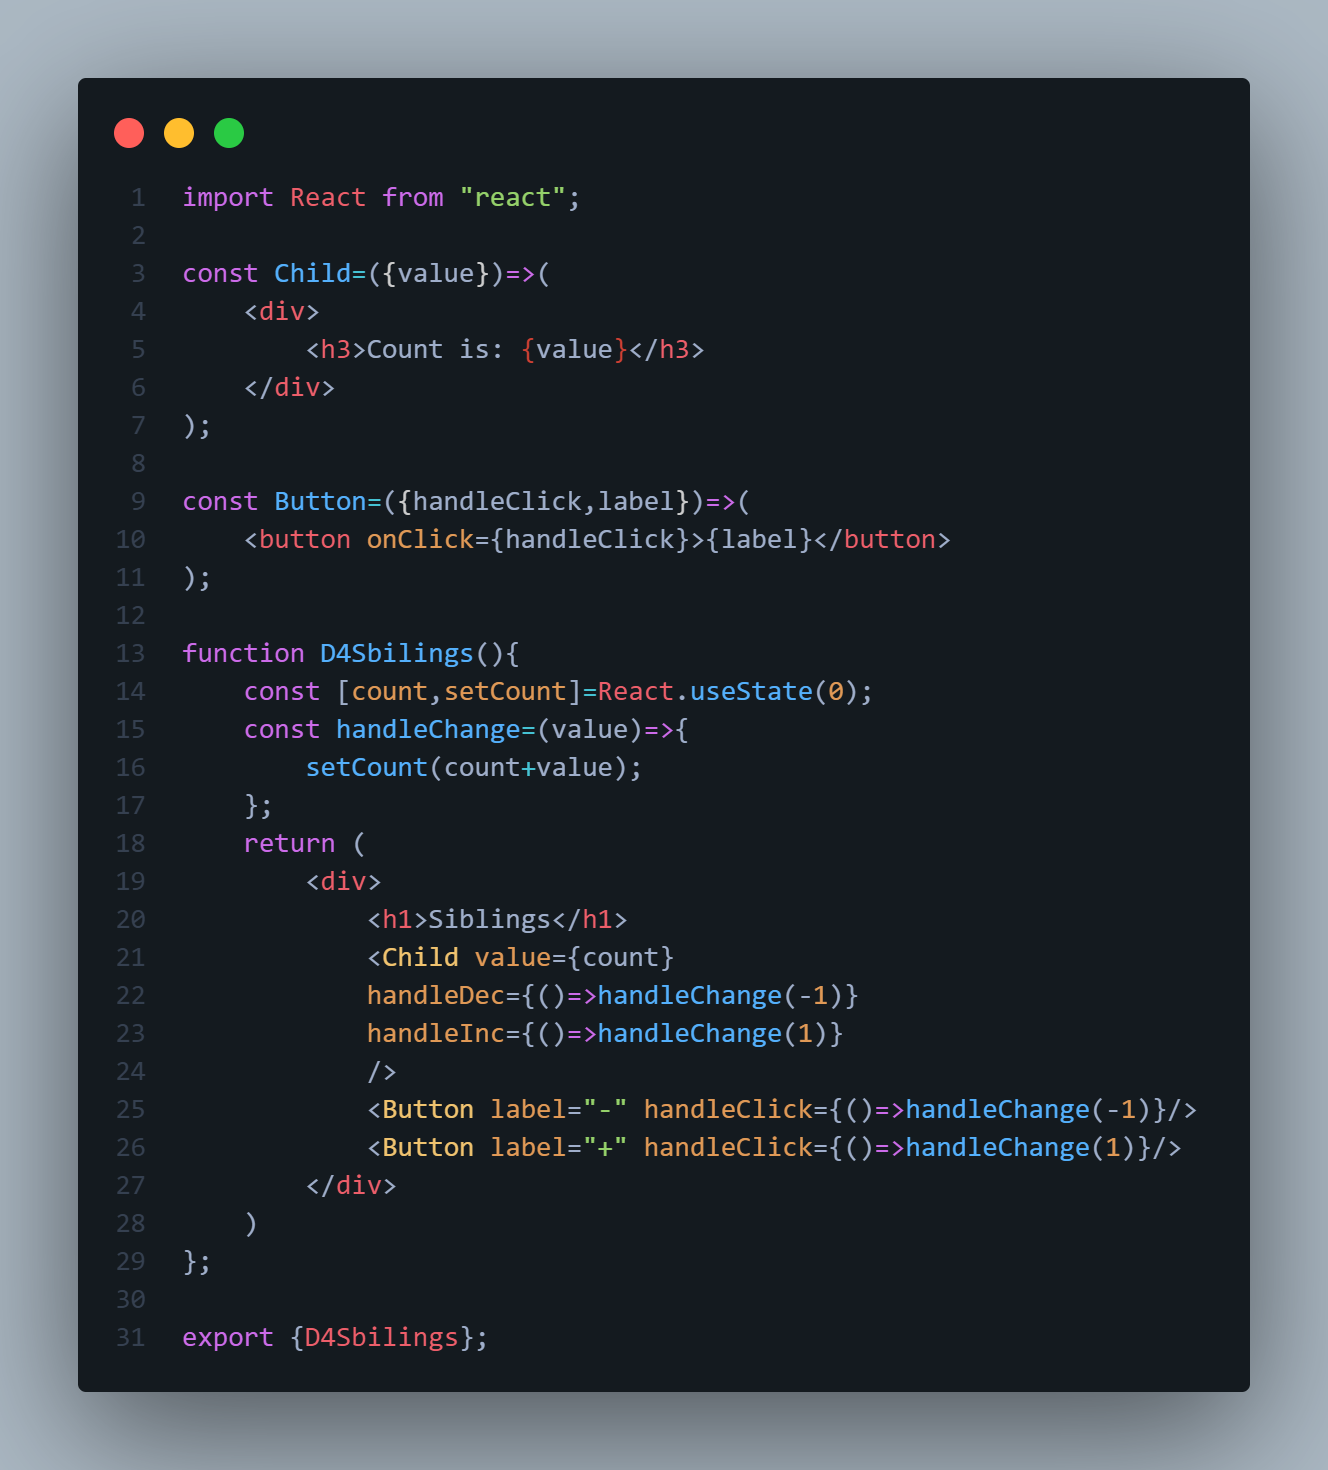 1 import React from "react";
2
3 const Child=({value})=>(
4     <div>
5         <h3>Count is: {value}</h3>
6     </div>
7 );
8
9 const Button=({handleClick,label})=>(
10     <button onClick={handleClick}>{label}</button>
11 );
12
13 function D4Sbilings(){
14     const [count,setCount]=React.useState(0);
15     const handleChange=(value)=>{
16         setCount(count+value);
17     };
18     return (
19         <div>
20             <h1>Siblings</h1>
21             <Child value={count}
22             handleDec={()=>handleChange(-1)}
23             handleInc={()=>handleChange(1)}
24             />
25             <Button label="-" handleClick={()=>handleChange(-1)}/>
26             <Button label="+" handleClick={()=>handleChange(1)}/>
27         </div>
28     )
29 };
30
31 export {D4Sbilings};